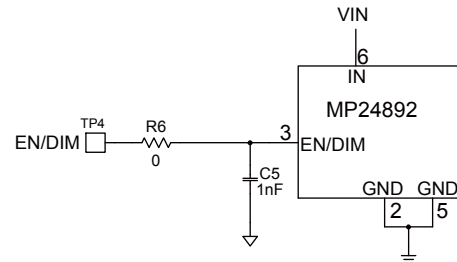 VIN
6
IN
MP24892
TP4
R6
EN/DIM
0
3
EN/DIM
C5
1nF
GND GND
2 5